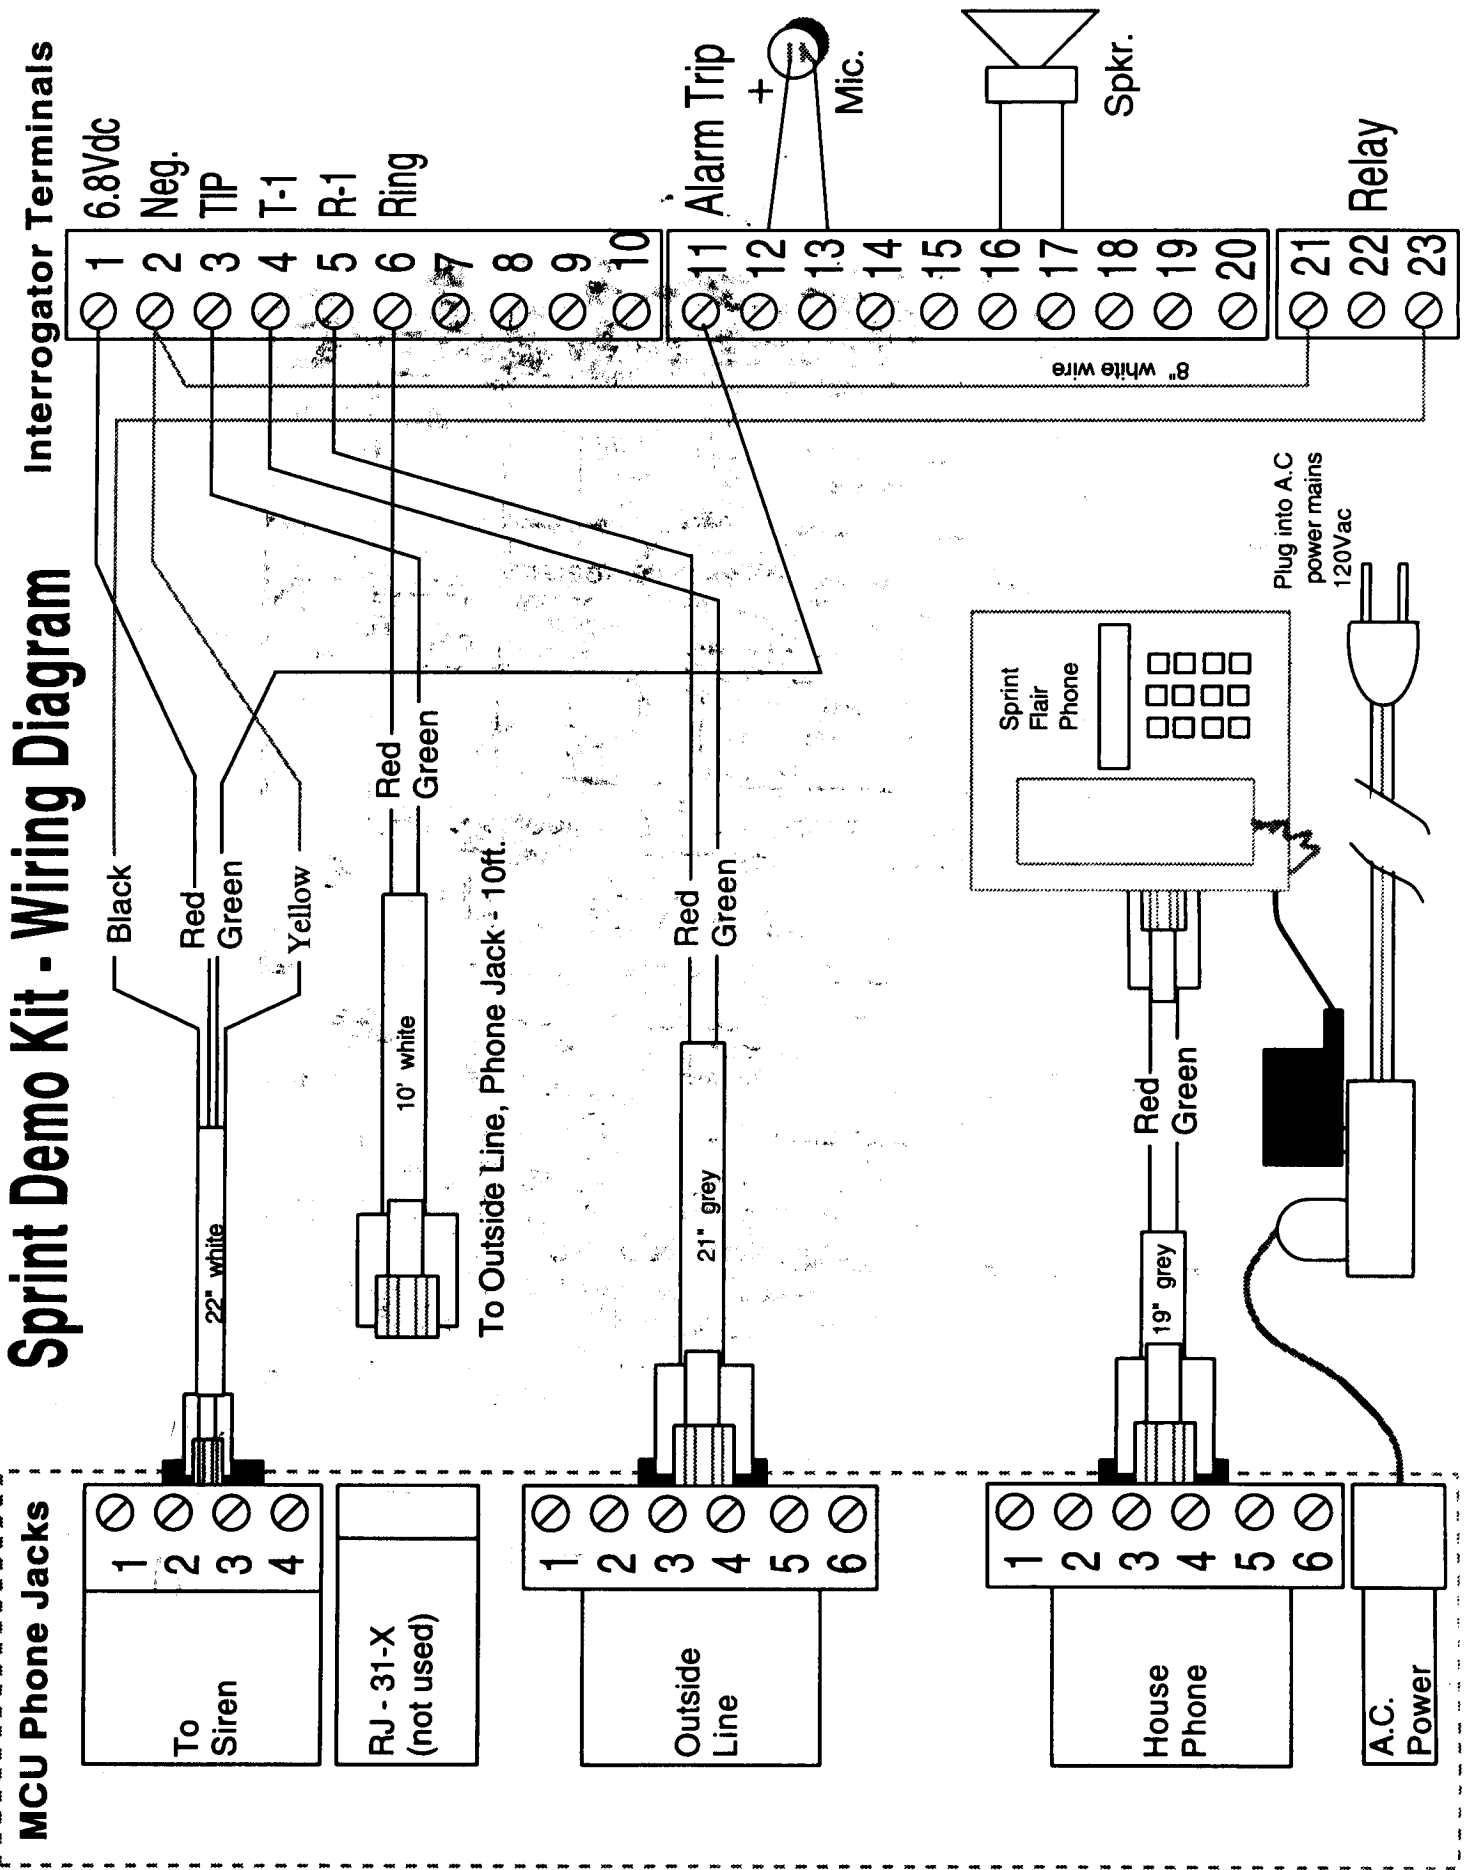 Sprint Demo Kit - Wiring Diagram
MCU Phone Jacks
Interrogator Terminals
To
Siren
1
2
3
4
RJ - 31-X
(not used)
Outside
Line
1
2
3
4
5
6
House
Phone
1
2
3
4
5
6
A.C.
Power
22" white
Black
Red
Green
Yellow
10' white
Red
Green
To Outside Line, Phone Jack - 10ft.
21" grey
Red
Green
19" grey
Red
Green
Sprint
Flair
Phone
Plug into A.C
power mains
120Vac
8" white wire
1 6.8Vdc
2 Neg.
3 TIP
4 T-1
5 R-1
6 Ring
7
8
9
10
11 Alarm Trip
12 +
13 Mic.
14
15
16
17 Spkr.
18
19
20
21
22 Relay
23